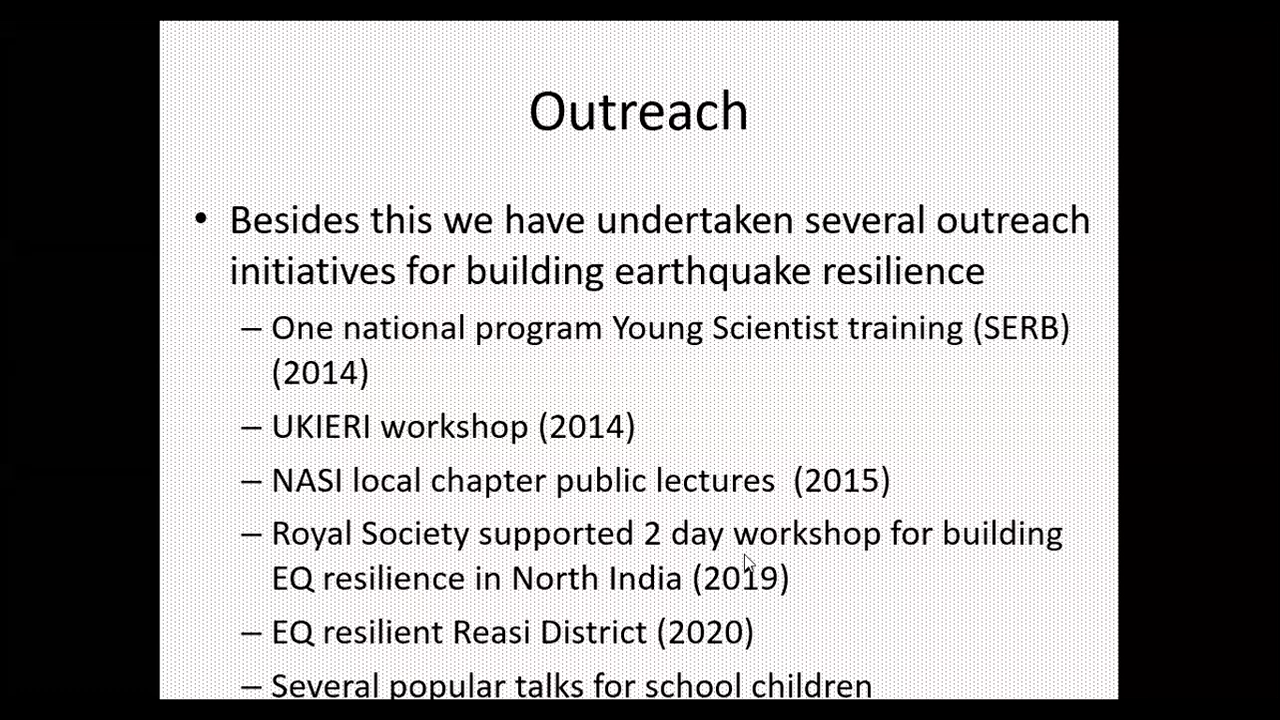 Outreach
• Besides this we have undertaken several outreach
initiatives for building earthquake resilience
– One national program Young Scientist training (SERB)
(2014)
– UKIERI workshop (2014)
– NASI local chapter public lectures  (2015)
– Royal Society supported 2 day workshop for building
EQ resilience in North India (2019)
– EQ resilient Reasi District (2020)
– Several popular talks for school children